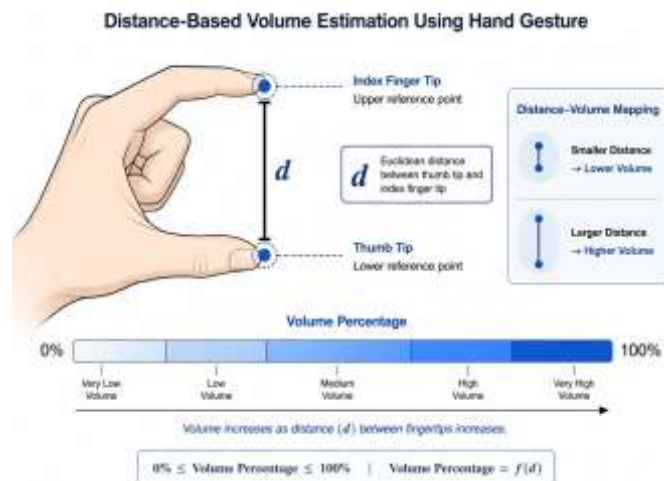 Distance-Based Volume Estimation Using Hand Gesture
Index Finger Tip
Upper reference point
d
d
Euclidean distance
between thumb tip and
index finger tip
Thumb Tip
Lower reference point
Distance–Volume Mapping
Smaller Distance
→ Lower Volume
Larger Distance
→ Higher Volume
Volume Percentage
0%
100%
Very Low
Volume
Low
Volume
Medium
Volume
High
Volume
Very High
Volume
Volume increases as distance (d) between fingertips increases.
0% ≤ Volume Percentage ≤ 100% | Volume Percentage = f(d)